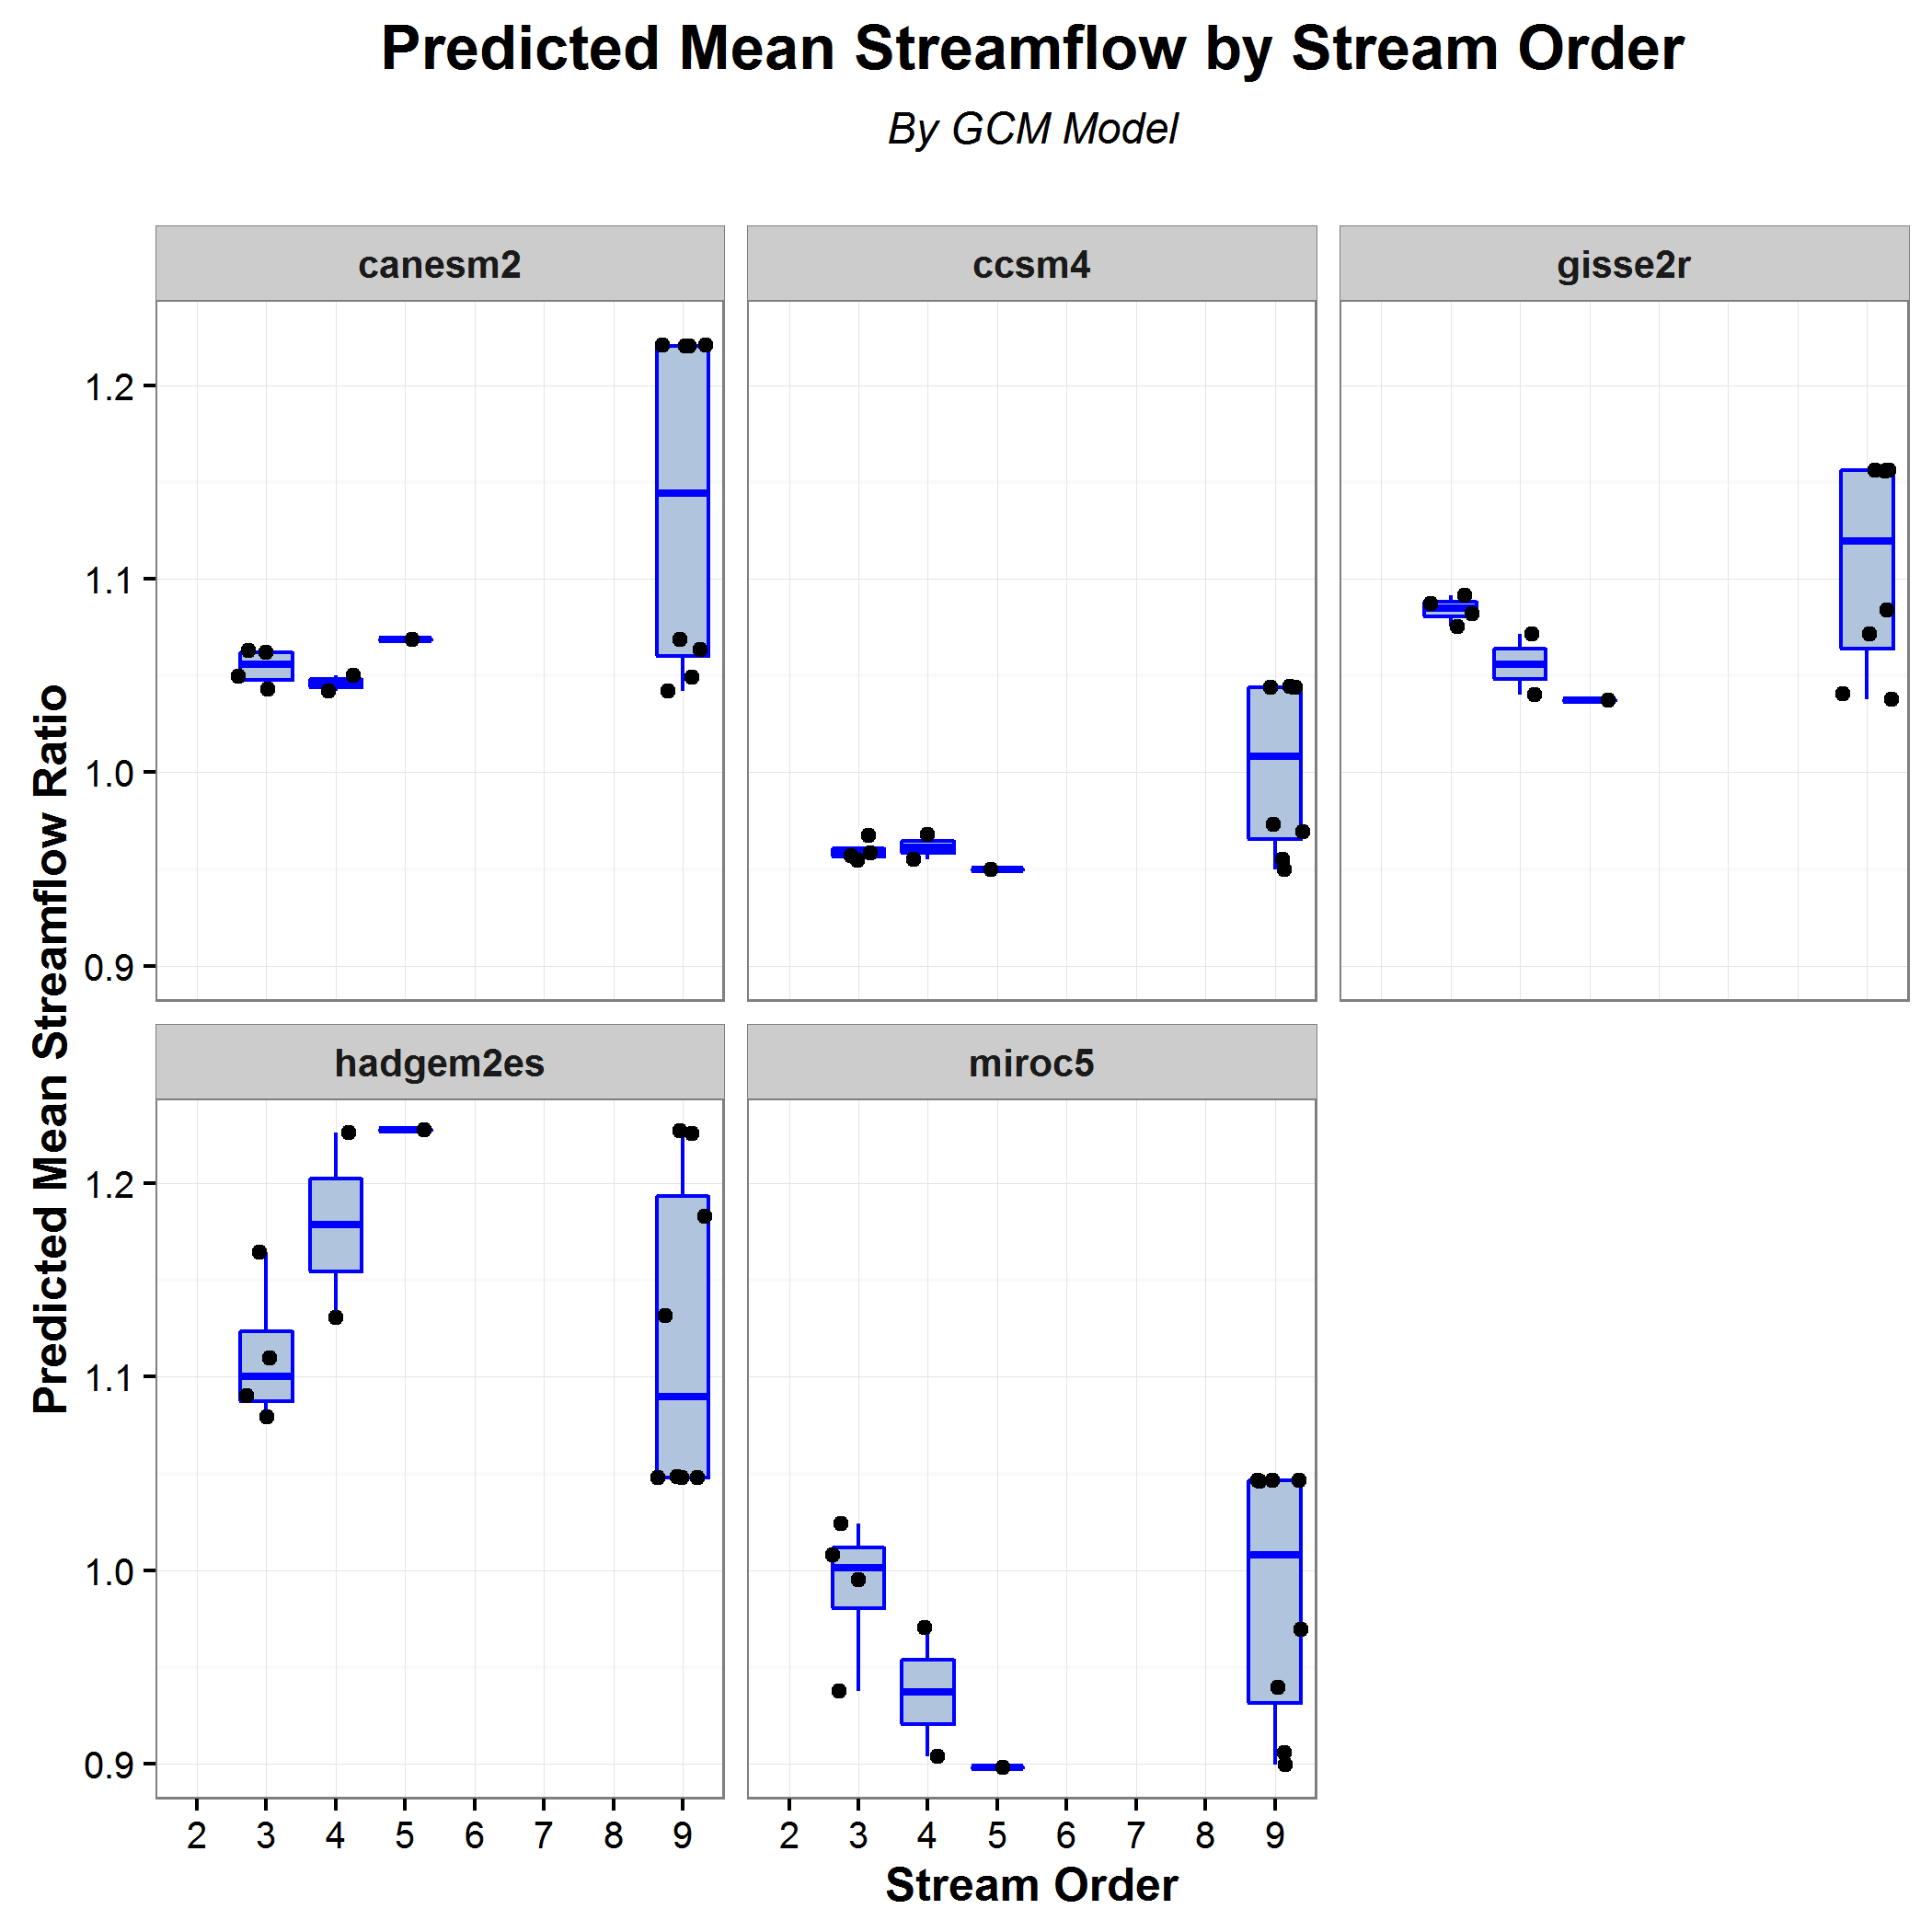 Predicted Mean Streamflow by Stream Order
By GCM Model
canesm2
ccsm4
gisse2r
1.2
1.1
1.0
0.9
Predicted Mean Streamflow Ratio
hadgem2es
miroc5
1.2
1.1
1.0
0.9
2 3 4 5 6 7 8 9
2 3 4 5 6 7 8 9
Stream Order